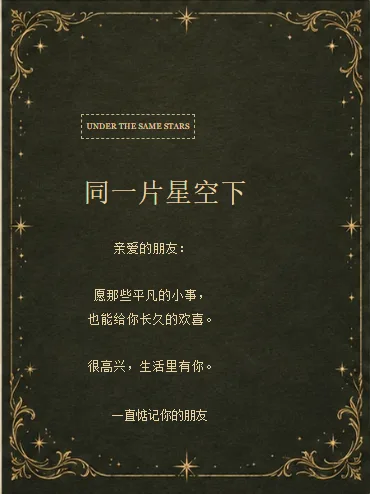 UNDER THE SAME STARS
同一片星空下
亲爱的朋友：
愿那些平凡的小事，
也能给你长久的欢喜。
很高兴，生活里有你。
一直惦记你的朋友